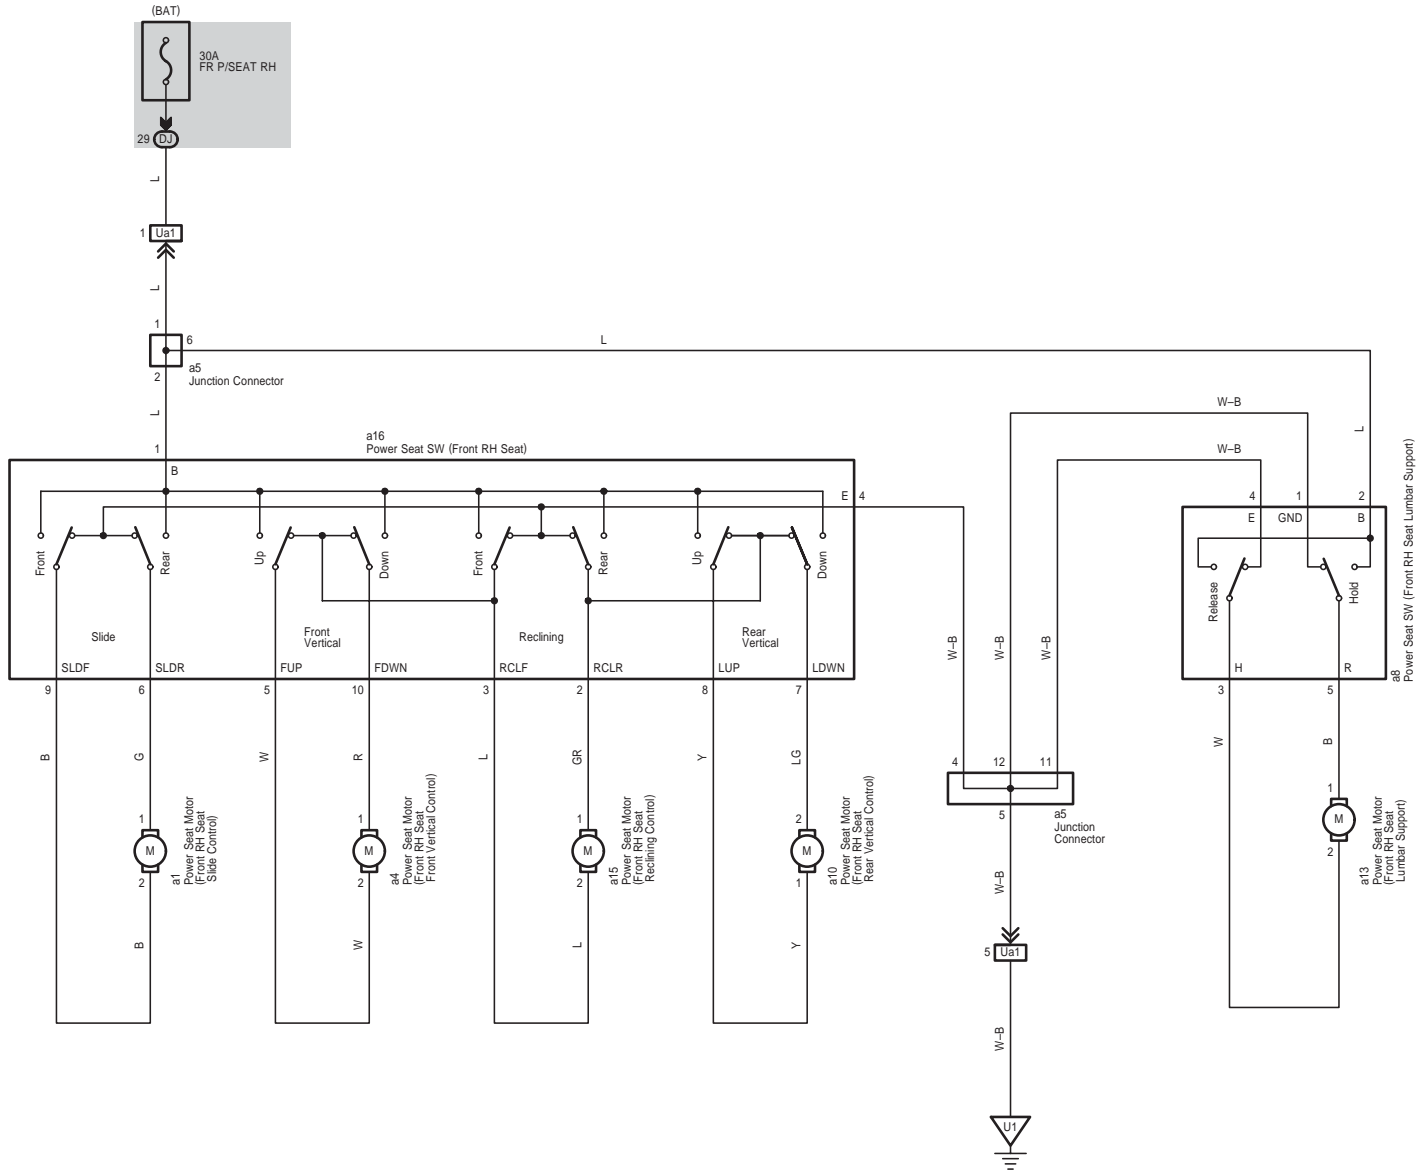 (BAT)
30A
FR P/SEAT RH
29 DJ
L
1 Ua1
L
1
6
L
a5
Junction Connector
2
L
1
a16
Power Seat SW (Front RH Seat)
B
E 4
Front
Rear
Up
Down
Front
Rear
Up
Down
Slide
Front
Vertical
Reclining
Rear
Vertical
SLDF
SLDR
FUP
FDWN
RCLF
RCLR
LUP
LDWN
9
6
5
10
3
2
8
7
B
G
W
R
L
GR
Y
LG
1
1
1
2
M
M
M
M
2
2
2
1
a1
Power Seat Motor
(Front RH Seat
Slide Control)
a4
Power Seat Motor
(Front RH Seat
Front Vertical Control)
a15
Power Seat Motor
(Front RH Seat
Reclining Control)
a10
Power Seat Motor
(Front RH Seat
Rear Vertical Control)
B
W
L
Y
W–B
W–B
L
4
1
2
E
GND
B
Release
Hold
H
R
3
5
a8
Power Seat SW (Front RH Seat Lumbar Support)
W–B
W–B
W–B
4
12
11
5
a5
Junction
Connector
W
B
1
M
2
a13
Power Seat Motor
(Front RH Seat
Lumbar Support)
W–B
5 Ua1
W–B
U1